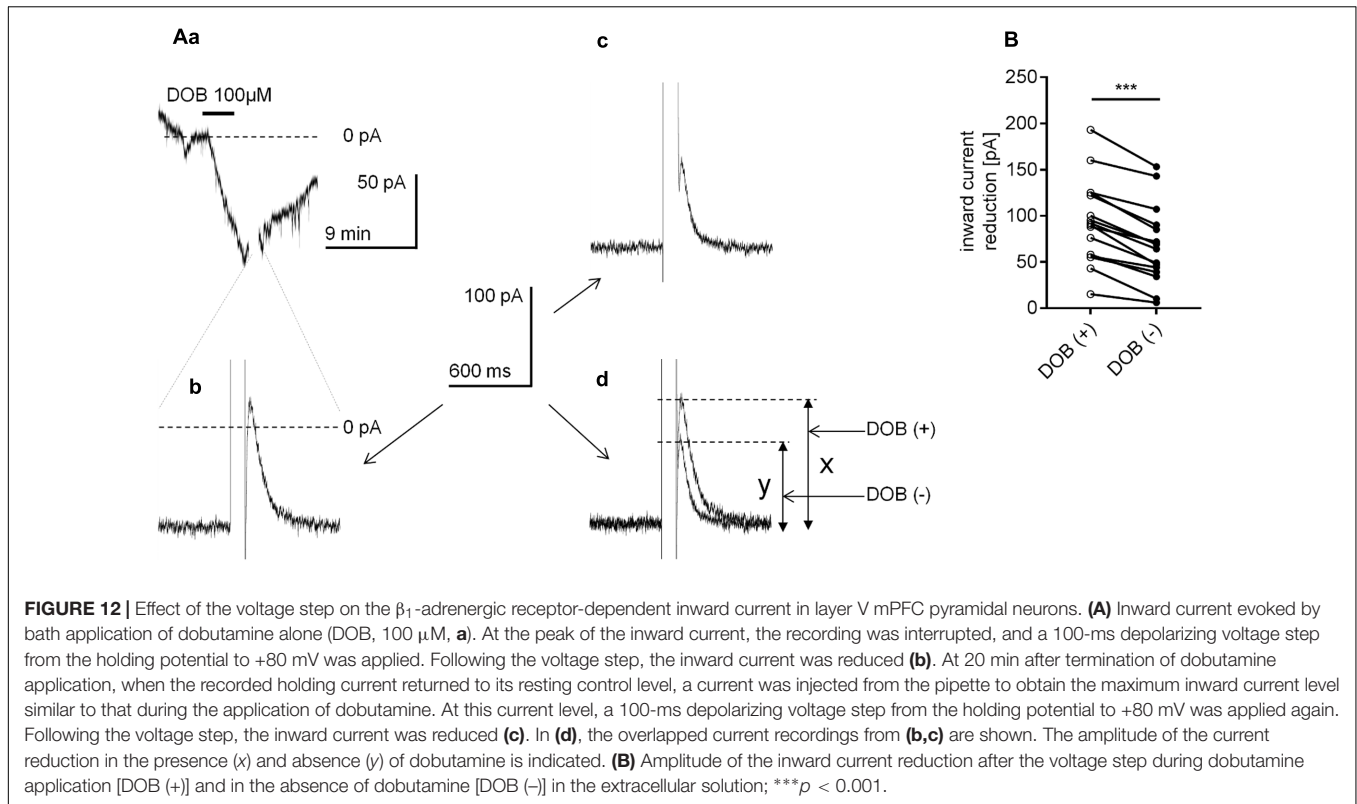 Aa
DOB 100µM
0 pA
50 pA
9 min
b
0 pA
100 pA
600 ms
c
d
x
y
DOB (+)
DOB (-)
B
***
inward current
reduction [pA]
250
200
150
100
50
0
DOB (+)
DOB (-)
FIGURE 12 | Effect of the voltage step on the β₁-adrenergic receptor-dependent inward current in layer V mPFC pyramidal neurons. (A) Inward current evoked by
bath application of dobutamine alone (DOB, 100 μM, a). At the peak of the inward current, the recording was interrupted, and a 100-ms depolarizing voltage step
from the holding potential to +80 mV was applied. Following the voltage step, the inward current was reduced (b). At 20 min after termination of dobutamine
application, when the recorded holding current returned to its resting control level, a current was injected from the pipette to obtain the maximum inward current level
similar to that during the application of dobutamine. At this current level, a 100-ms depolarizing voltage step from the holding potential to +80 mV was applied again.
Following the voltage step, the inward current was reduced (c). In (d), the overlapped current recordings from (b,c) are shown. The amplitude of the current
reduction in the presence (x) and absence (y) of dobutamine is indicated. (B) Amplitude of the inward current reduction after the voltage step during dobutamine
application [DOB (+)] and in the absence of dobutamine [DOB (–)] in the extracellular solution; ***p < 0.001.